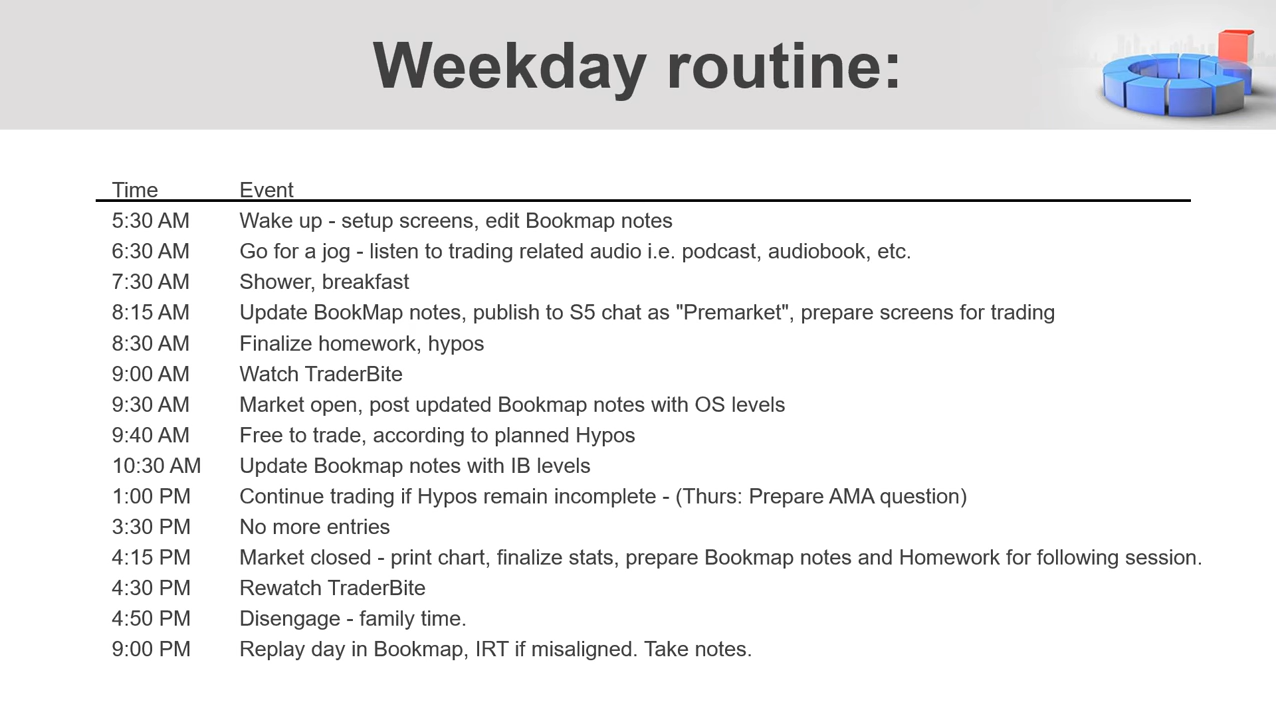 Weekday routine:
Time Event
5:30 AM Wake up - setup screens, edit Bookmap notes
6:30 AM Go for a jog - listen to trading related audio i.e. podcast, audiobook, etc.
7:30 AM Shower, breakfast
8:15 AM Update BookMap notes, publish to S5 chat as "Premarket", prepare screens for trading
8:30 AM Finalize homework, hypos
9:00 AM Watch TraderBite
9:30 AM Market open, post updated Bookmap notes with OS levels
9:40 AM Free to trade, according to planned Hypos
10:30 AM Update Bookmap notes with IB levels
1:00 PM Continue trading if Hypos remain incomplete - (Thurs: Prepare AMA question)
3:30 PM No more entries
4:15 PM Market closed - print chart, finalize stats, prepare Bookmap notes and Homework for following session.
4:30 PM Rewatch TraderBite
4:50 PM Disengage - family time.
9:00 PM Replay day in Bookmap, IRT if misaligned. Take notes.